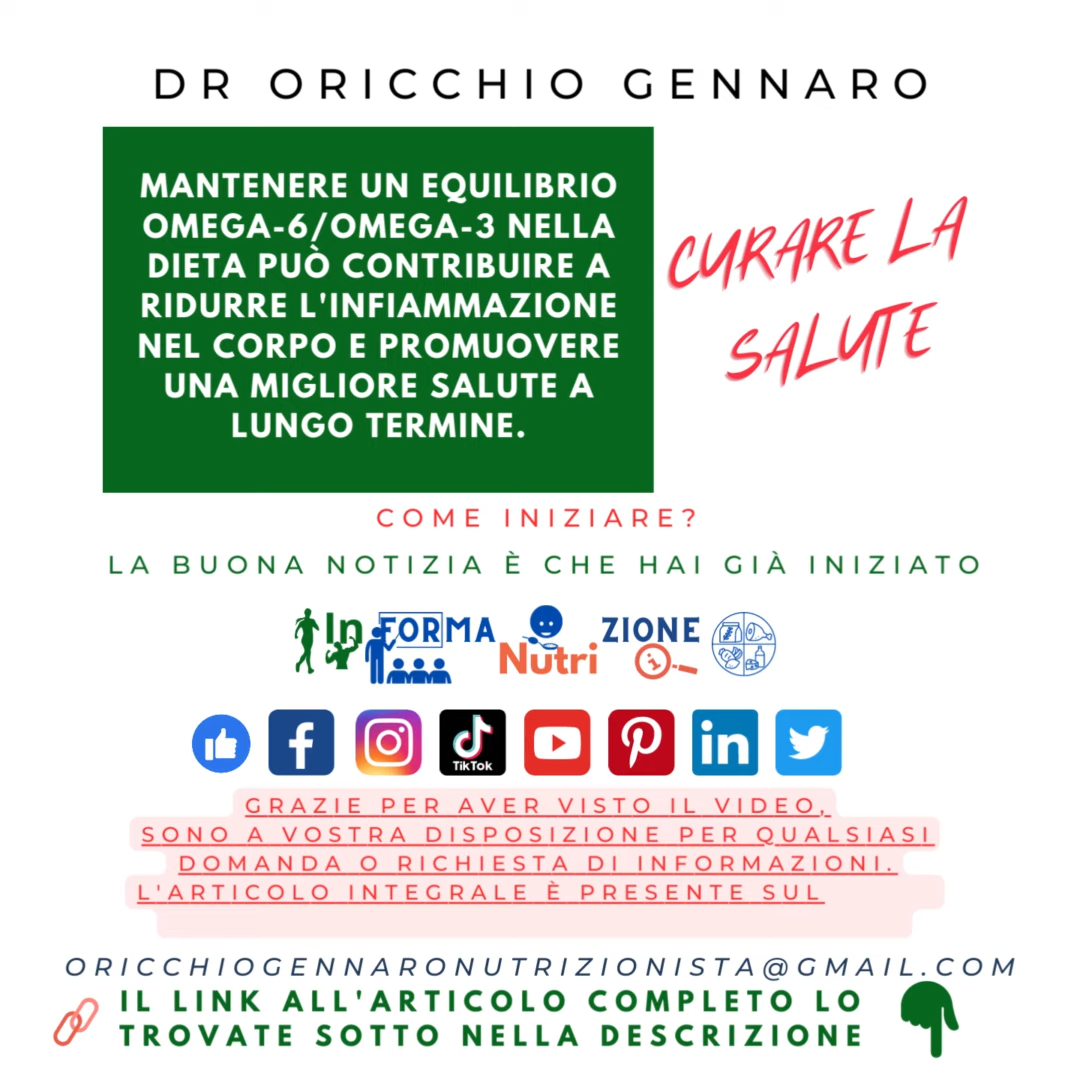 DR ORICCHIO GENNARO
MANTENERE UN EQUILIBRIO
OMEGA-6/OMEGA-3 NELLA
DIETA PUÒ CONTRIBUIRE A
RIDURRE L'INFIAMMAZIONE
NEL CORPO E PROMUOVERE
UNA MIGLIORE SALUTE A
LUNGO TERMINE.
CURARE LA
SALUTE
COME INIZIARE?
LA BUONA NOTIZIA È CHE HAI GIÀ INIZIATO
In FORMA ZIONE
Nutri
TikTok
GRAZIE PER AVER VISTO IL VIDEO,
SONO A VOSTRA DISPOSIZIONE PER QUALSIASI
DOMANDA O RICHIESTA DI INFORMAZIONI.
L'ARTICOLO INTEGRALE È PRESENTE SUL
ORICCHIOGENNARONUTRIZIONISTA@GMAIL.COM
IL LINK ALL'ARTICOLO COMPLETO LO
TROVATE SOTTO NELLA DESCRIZIONE